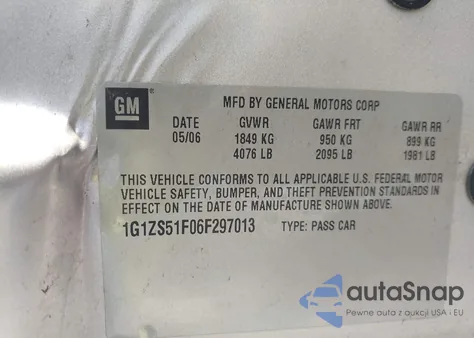 GM
MFD BY GENERAL MOTORS CORP
DATE GVWR GAWR FRT GAWR RR
05/06 1849 KG 950 KG 899 KG
4076 LB 2095 LB 1981 LB
THIS VEHICLE CONFORMS TO ALL APPLICABLE U.S. FEDERAL MOTOR
VEHICLE SAFETY, BUMPER, AND THEFT PREVENTION STANDARDS IN
EFFECT ON THE DATE OF MANUFACTURE SHOWN ABOVE.
1G1ZS51F06F297013 TYPE: PASS CAR
autoSnap
Pewne auta z USA i EU